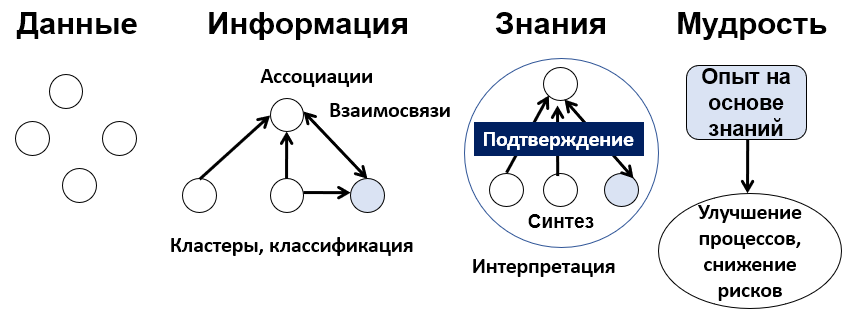 Данные
Информация
Знания
Мудрость
Ассоциации
Взаимосвязи
Кластеры, классификация
Подтверждение
Синтез
Интерпретация
Опыт на
основе
знаний
Улучшение
процессов,
снижение
рисков